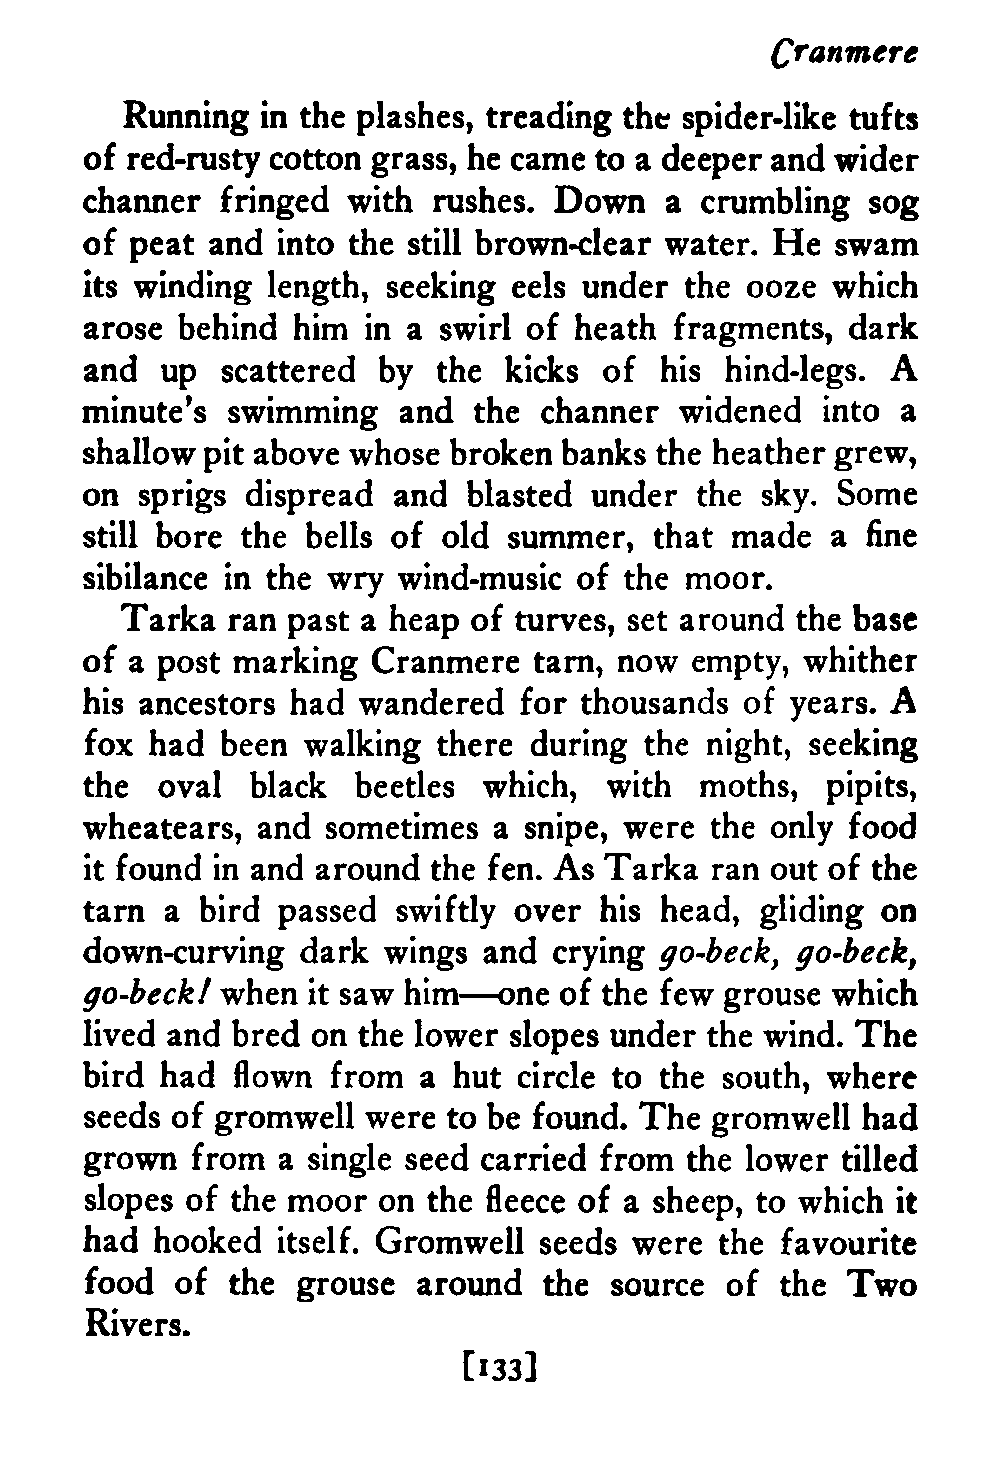 Cranmere
Running in the plashes, treading the spider-like tufts
of red-rusty cotton grass, he came to a deeper and wider
channer fringed with rushes. Down a crumbling sog
of peat and into the still brown-clear water. He swam
its winding length, seeking eels under the ooze which
arose behind him in a swirl of heath fragments, dark
and up scattered by the kicks of his hind-legs. A
minute's swimming and the channer widened into a
shallow pit above whose broken banks the heather grew,
on sprigs dispread and blasted under the sky. Some
still bore the bells of old summer, that made a fine
sibilance in the wry wind-music of the moor.
Tarka ran past a heap of turves, set around the base
of a post marking Cranmere tarn, now empty, whither
his ancestors had wandered for thousands of years. A
fox had been walking there during the night, seeking
the oval black beetles which, with moths, pipits,
wheatears, and sometimes a snipe, were the only food
it found in and around the fen. As Tarka ran out of the
tarn a bird passed swiftly over his head, gliding on
down-curving dark wings and crying go-beck, go-beck,
go-beck! when it saw him—one of the few grouse which
lived and bred on the lower slopes under the wind. The
bird had flown from a hut circle to the south, where
seeds of gromwell were to be found. The gromwell had
grown from a single seed carried from the lower tilled
slopes of the moor on the fleece of a sheep, to which it
had hooked itself. Gromwell seeds were the favourite
food of the grouse around the source of the Two
Rivers.
[133]